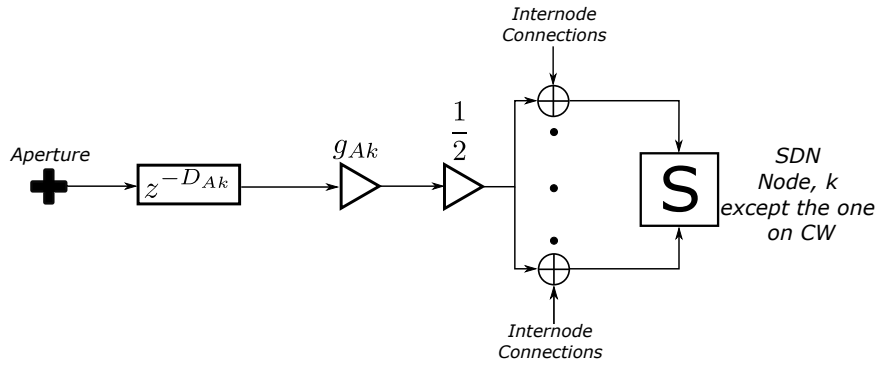 Internode
Connections
Aperture
z^{-D_{Ak}}
g_{Ak}
1/2
S
SDN
Node, k
except the one
on CW
Internode
Connections